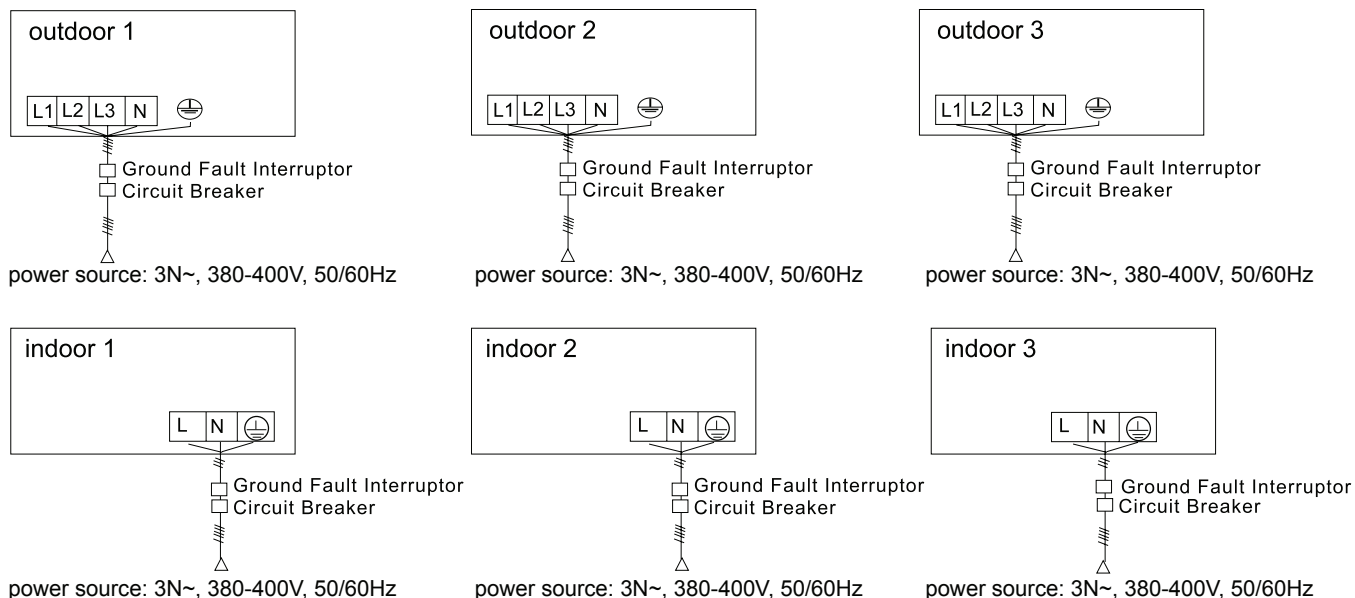 outdoor 1
L1 L2 L3 N
Ground Fault Interruptor
Circuit Breaker
power source: 3N~, 380-400V, 50/60Hz
outdoor 2
L1 L2 L3 N
Ground Fault Interruptor
Circuit Breaker
power source: 3N~, 380-400V, 50/60Hz
outdoor 3
L1 L2 L3 N
Ground Fault Interruptor
Circuit Breaker
power source: 3N~, 380-400V, 50/60Hz
indoor 1
L N
Ground Fault Interruptor
Circuit Breaker
power source: 3N~, 380-400V, 50/60Hz
indoor 2
L N
Ground Fault Interruptor
Circuit Breaker
power source: 3N~, 380-400V, 50/60Hz
indoor 3
L N
Ground Fault Interruptor
Circuit Breaker
power source: 3N~, 380-400V, 50/60Hz